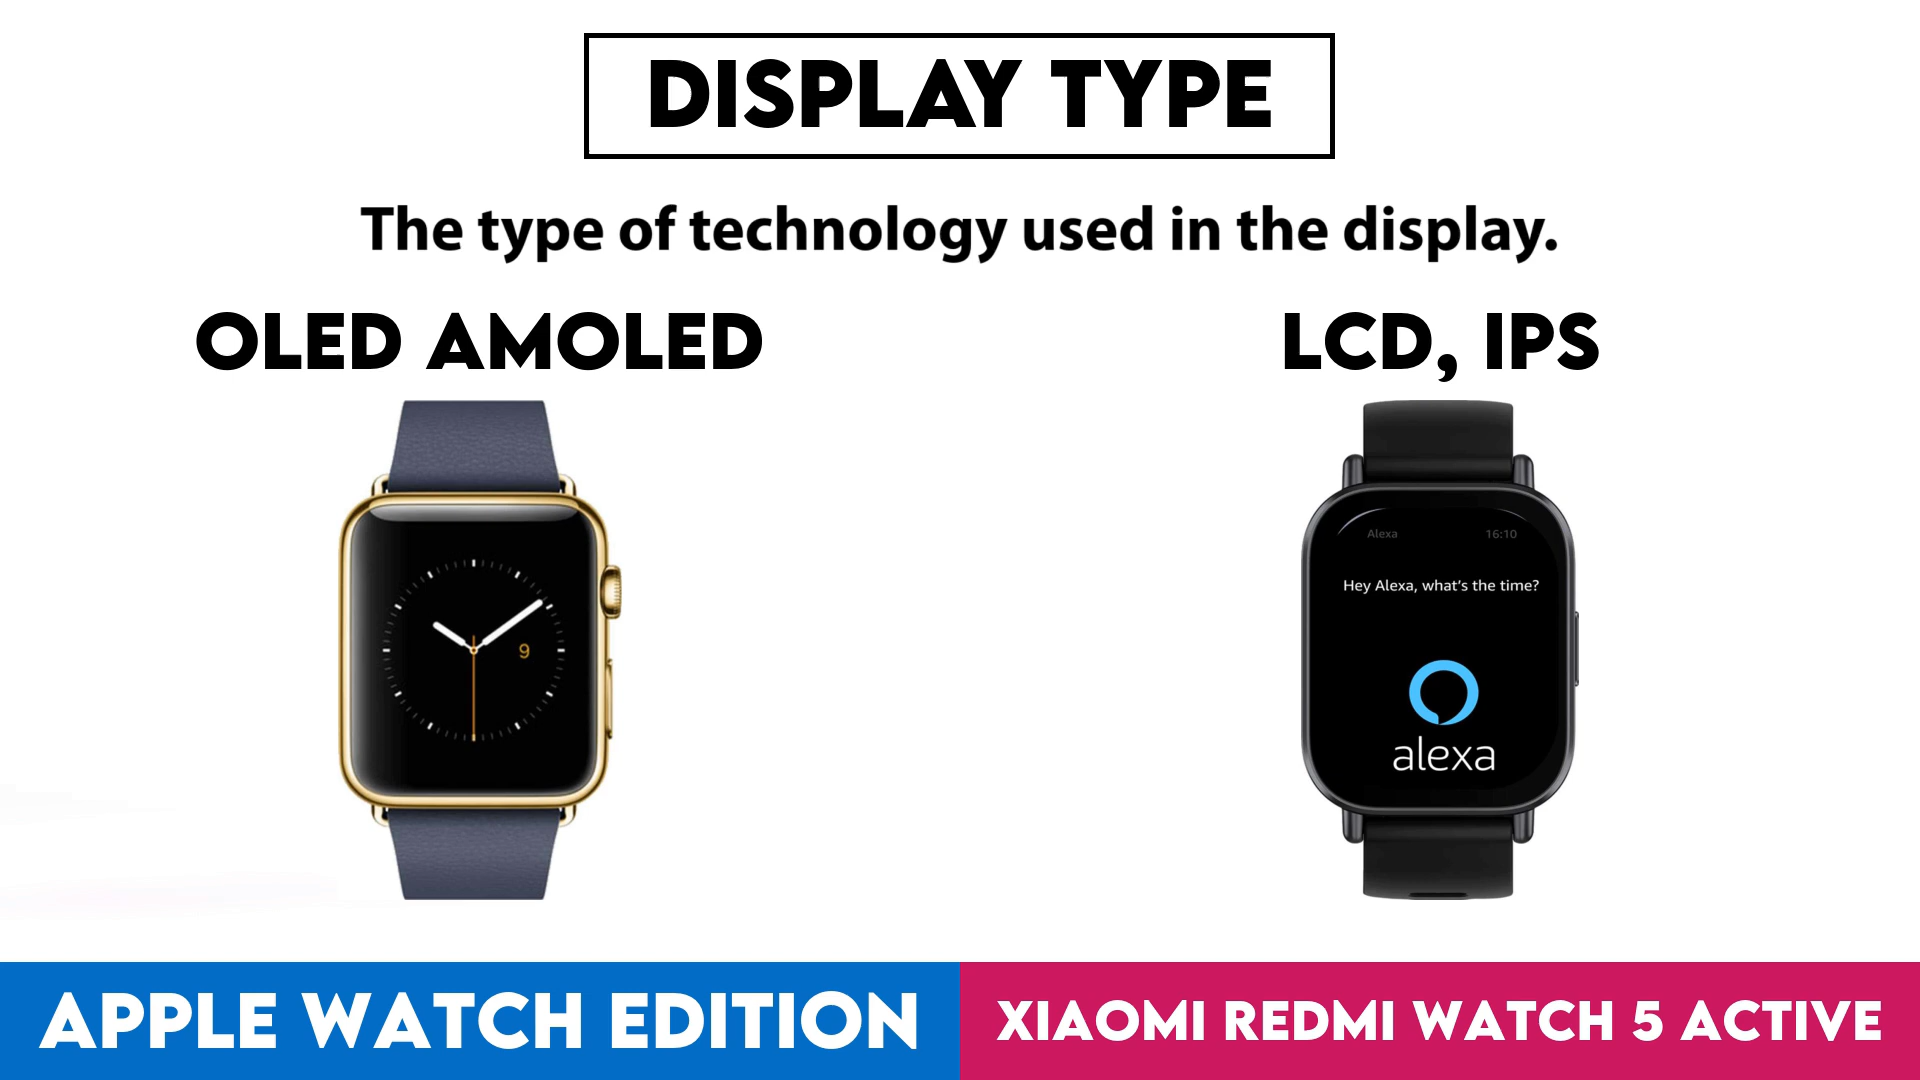 DISPLAY TYPE
The type of technology used in the display.
OLED AMOLED
LCD, IPS
9
Alexa 16:10
Hey Alexa, what's the time?
alexa
APPLE WATCH EDITION
XIAOMI REDMI WATCH 5 ACTIVE